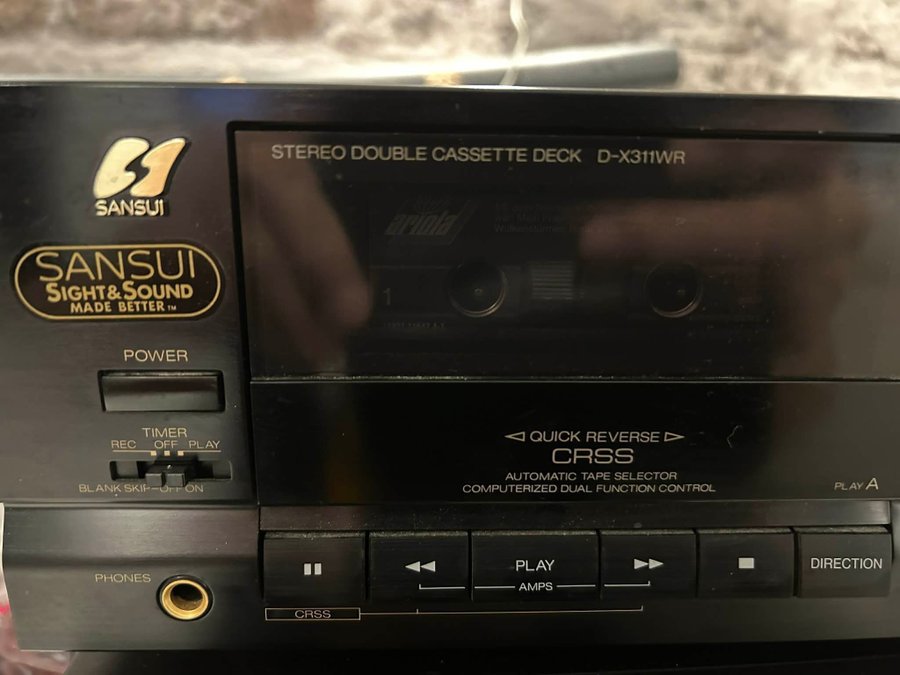 STEREO DOUBLE CASSETTE DECK D-X311WR
SANSUI
ariola
1
SANSUI
SIGHT&SOUND
MADE BETTER™
POWER
TIMER
REC OFF PLAY
BLANK SKIP-OFF ON
◁ QUICK REVERSE ▷
CRSS
AUTOMATIC TAPE SELECTOR
COMPUTERIZED DUAL FUNCTION CONTROL
PLAY A
PLAY
AMPS
DIRECTION
PHONES
CRSS